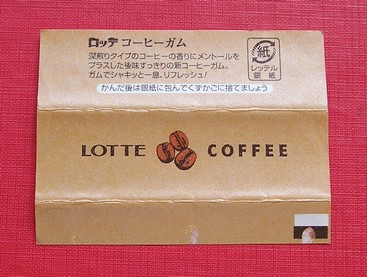 ロッテ コーヒーガム
深煎りタイプのコーヒーの香りにメントールを
プラスした後味すっきりの新コーヒーガム。
ガムでシャキッと一息、リフレッシュ!
紙
レッテル
銀紙
かんだ後は銀紙に包んでくずかごに捨てましょう
LOTTE COFFEE